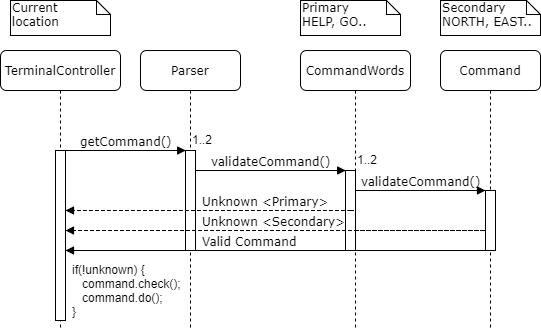 Current
location
Primary
HELP, GO..
Secondary
NORTH, EAST..
TerminalController
Parser
CommandWords
Command
getCommand()
1..2
validateCommand()
1..2
validateCommand()
Unknown <Primary>
Unknown <Secondary>
Valid Command
if(!unknown) {
command.check();
command.do();
}